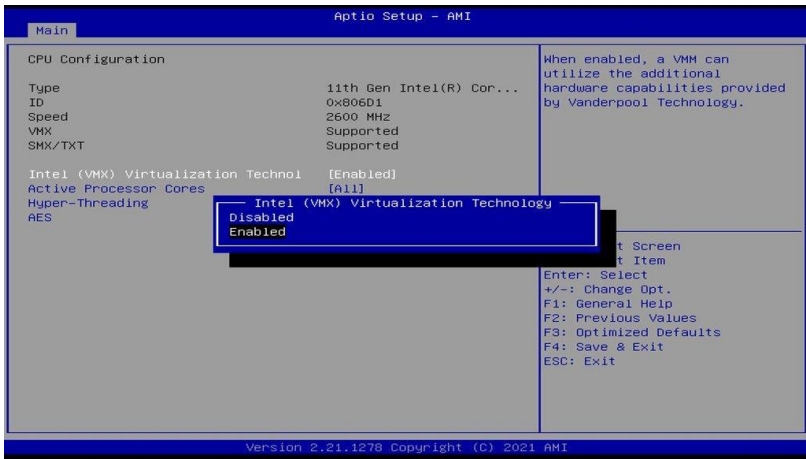 Aptio Setup - AMI
Main
CPU Configuration
Type 11th Gen Intel(R) Cor...
ID 0x806D1
Speed 2600 MHz
VMX Supported
SMX/TXT Supported
Intel (VMX) Virtualization Technol [Enabled]
Active Processor Cores [All]
Hyper-Threading
AES
Intel (VMX) Virtualization Technology
Disabled
Enabled
When enabled, a VMM can
utilize the additional
hardware capabilities provided
by Vanderpool Technology.
t Screen
t Item
Enter: Select
+/-: Change Opt.
F1: General Help
F2: Previous Values
F3: Optimized Defaults
F4: Save & Exit
ESC: Exit
Version 2.21.1278 Copyright (C) 2021 AMI